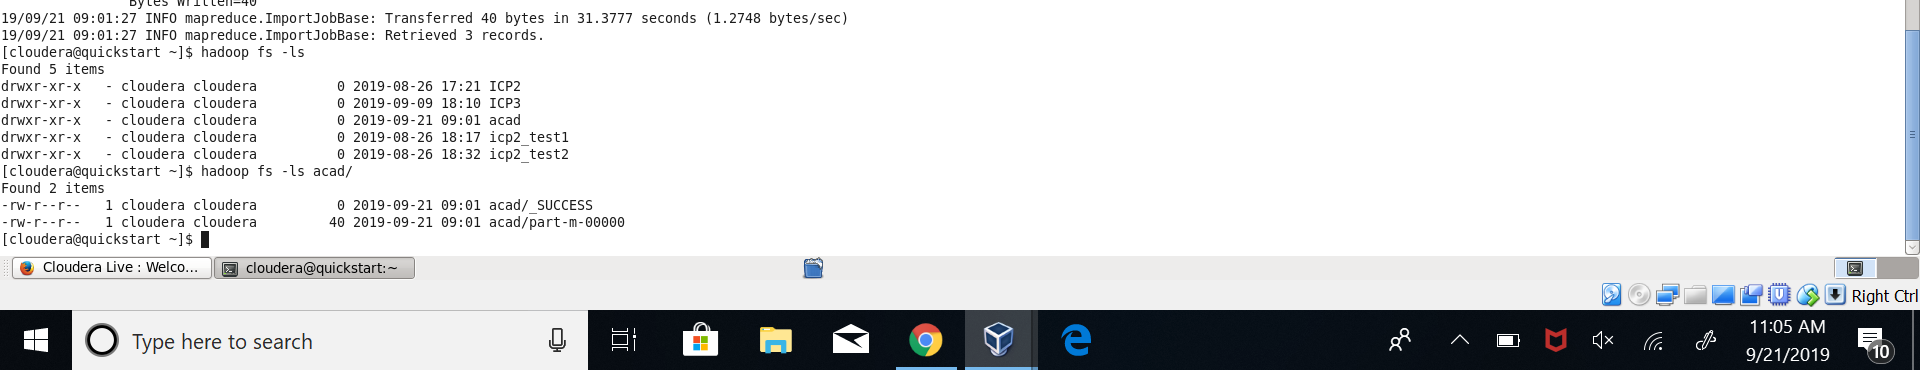 Bytes Written=40
19/09/21 09:01:27 INFO mapreduce.ImportJobBase: Transferred 40 bytes in 31.3777 seconds (1.2748 bytes/sec)
19/09/21 09:01:27 INFO mapreduce.ImportJobBase: Retrieved 3 records.
[cloudera@quickstart ~]$ hadoop fs -ls
Found 5 items
drwxr-xr-x   - cloudera cloudera          0 2019-08-26 17:21 ICP2
drwxr-xr-x   - cloudera cloudera          0 2019-09-09 18:10 ICP3
drwxr-xr-x   - cloudera cloudera          0 2019-09-21 09:01 acad
drwxr-xr-x   - cloudera cloudera          0 2019-08-26 18:17 icp2_test1
drwxr-xr-x   - cloudera cloudera          0 2019-08-26 18:32 icp2_test2
[cloudera@quickstart ~]$ hadoop fs -ls acad/
Found 2 items
-rw-r--r--   1 cloudera cloudera          0 2019-09-21 09:01 acad/_SUCCESS
-rw-r--r--   1 cloudera cloudera         40 2019-09-21 09:01 acad/part-m-00000
[cloudera@quickstart ~]$
Cloudera Live : Welco...
cloudera@quickstart:~
Right Ctrl
Type here to search
11:05 AM
9/21/2019
10